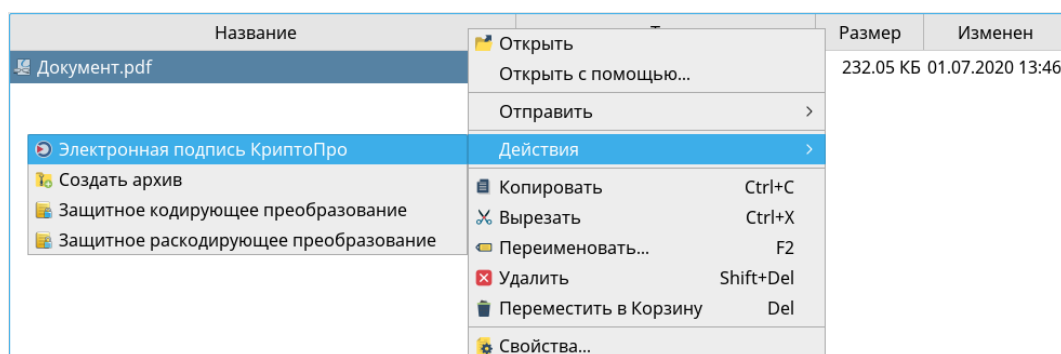 Название Размер Изменен
Документ.pdf 232.05 КБ 01.07.2020 13:46
Открыть
Открыть с помощью...
Отправить
Действия
Электронная подпись КриптоПро
Создать архив
Защитное кодирующее преобразование
Защитное раскодирующее преобразование
Копировать Ctrl+C
Вырезать Ctrl+X
Переименовать... F2
Удалить Shift+Del
Переместить в Корзину Del
Свойства...